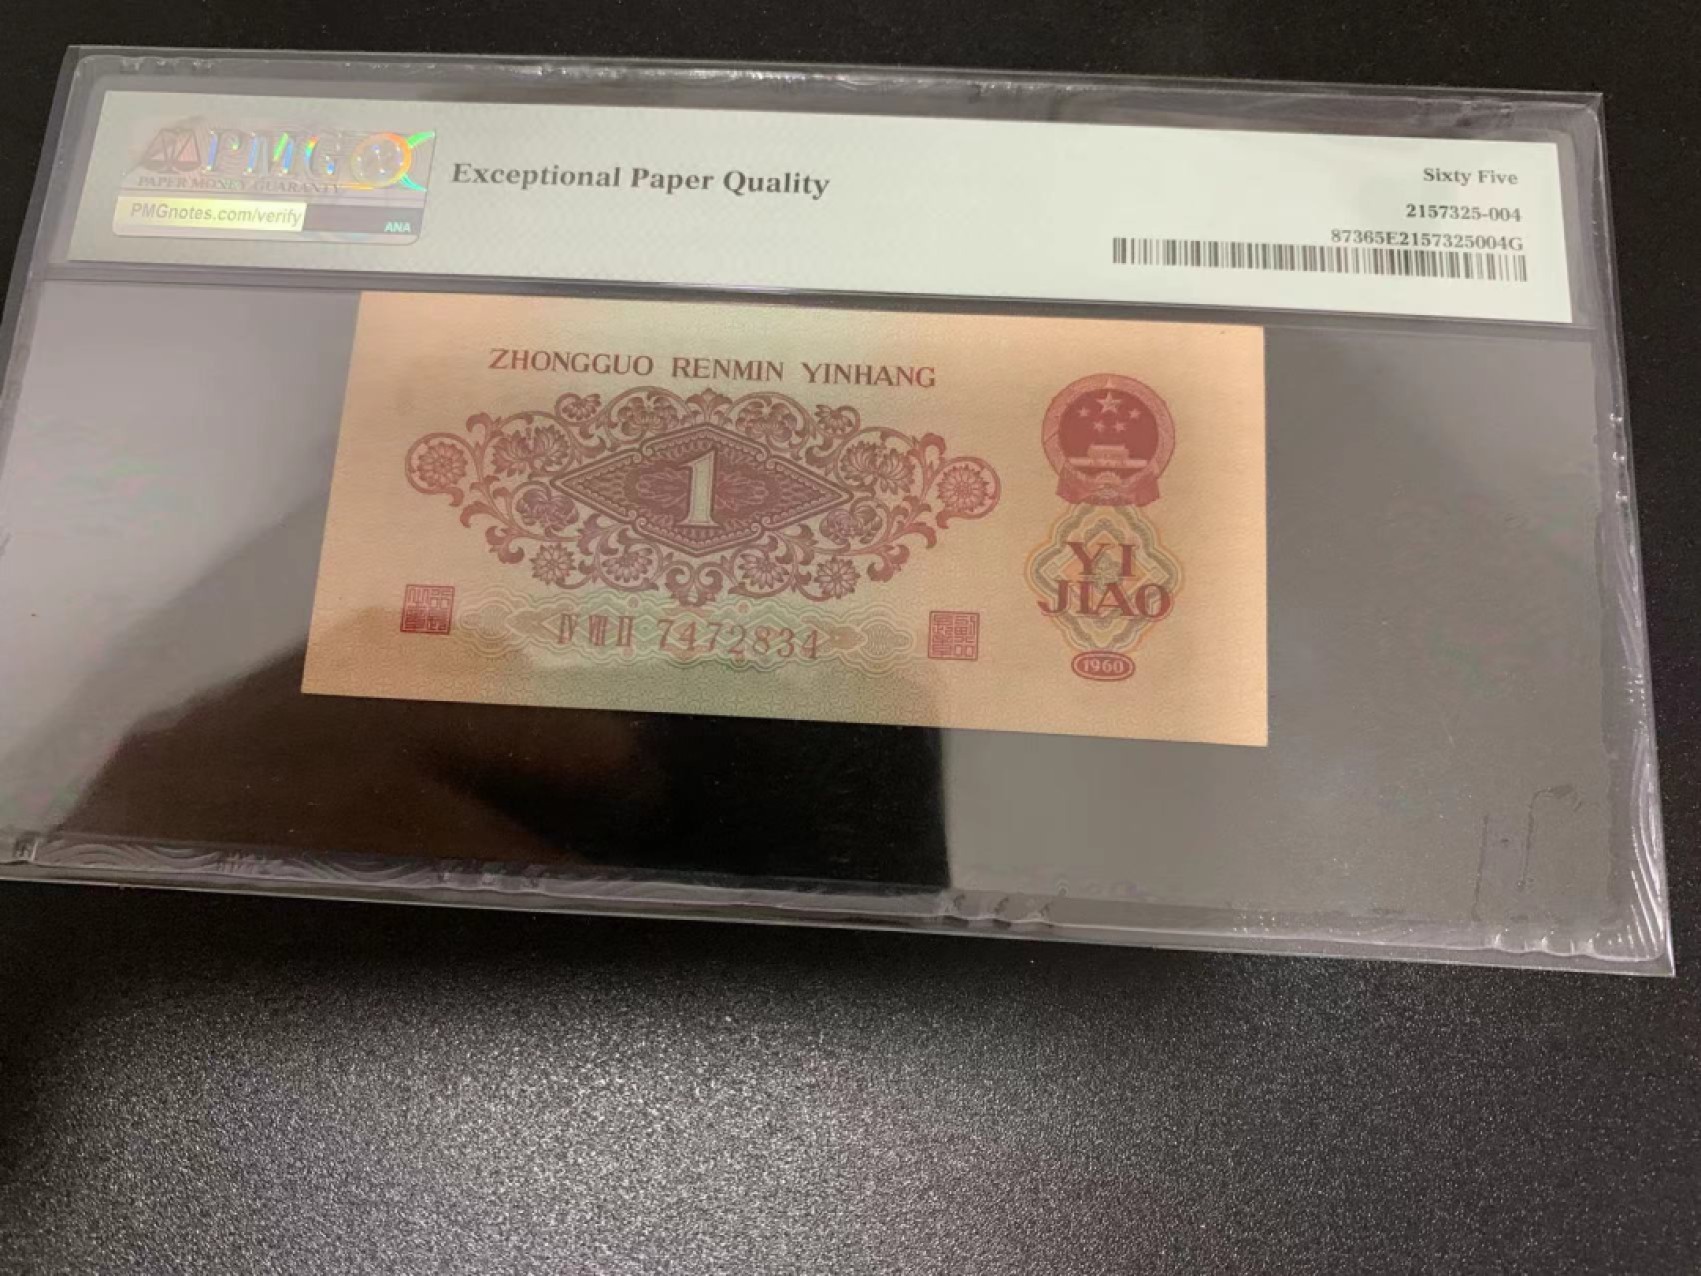 PMG
PAPER MONEY GUARANTY
PMGnotes.com/verify
ANA
Exceptional Paper Quality
Sixty Five
2157325-004
87365E2157325004G
ZHONGGUO RENMIN YINHANG
1
YI
JIAO
IV VII II 7472834
1960